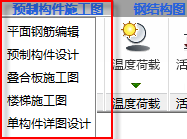 预制构件施工图 钢结构图
平面钢筋编辑
预制构件设计
叠合板施工图
楼梯施工图
单构件详图设计
温度荷载
温度荷载